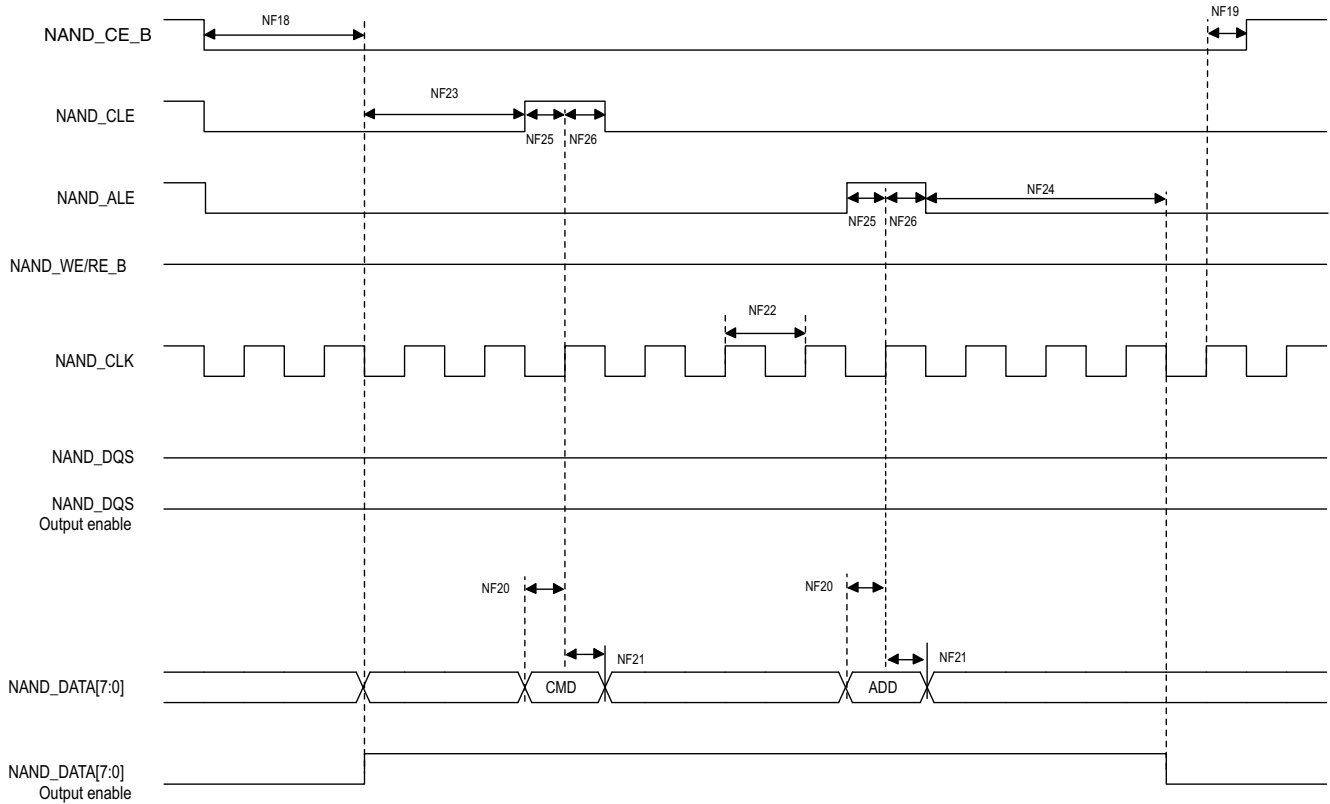 NF18
NF19
NAND_CE_B
NF23
NAND_CLE
NF25
NF26
NAND_ALE
NF24
NF25
NF26
NAND_WE/RE_B
NF22
NAND_CLK
NAND_DQS
NAND_DQS
Output enable
NF20
NF20
NF21
NF21
NAND_DATA[7:0]
CMD
ADD
NAND_DATA[7:0]
Output enable